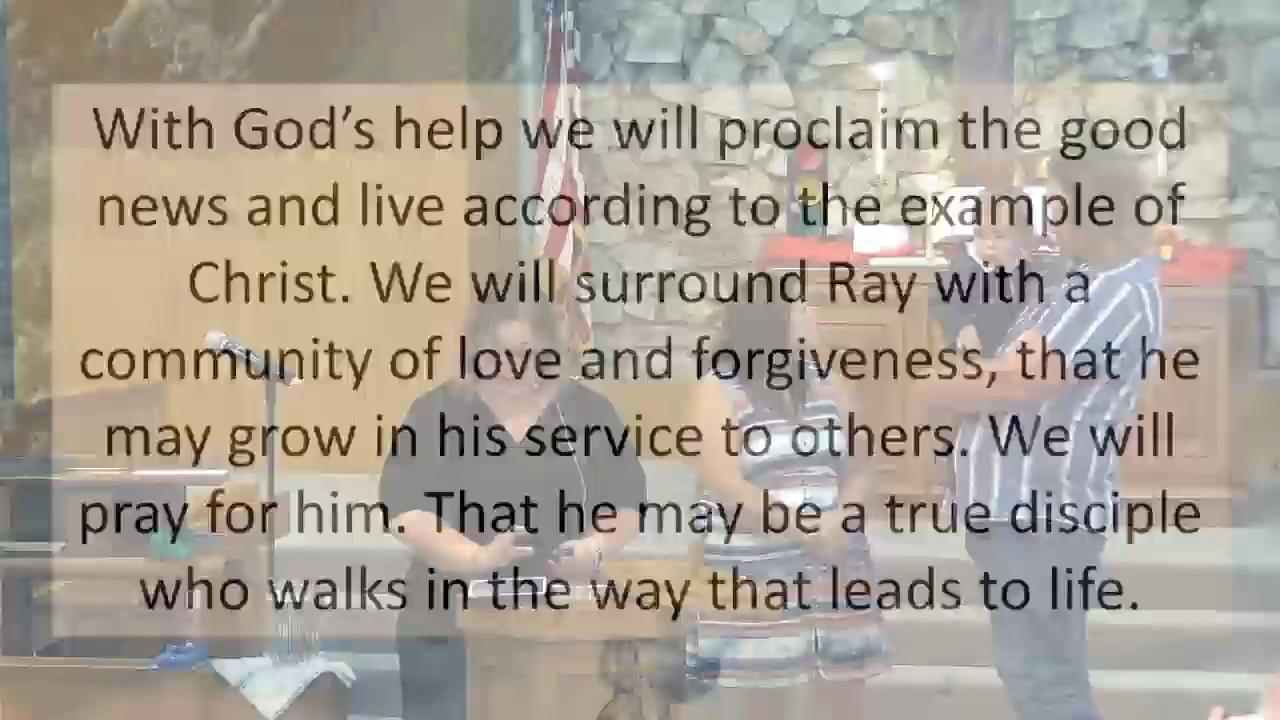 With God’s help we will proclaim the good
news and live according to the example of
Christ. We will surround Ray with a
community of love and forgiveness, that he
may grow in his service to others. We will
pray for him. That he may be a true disciple
who walks in the way that leads to life.